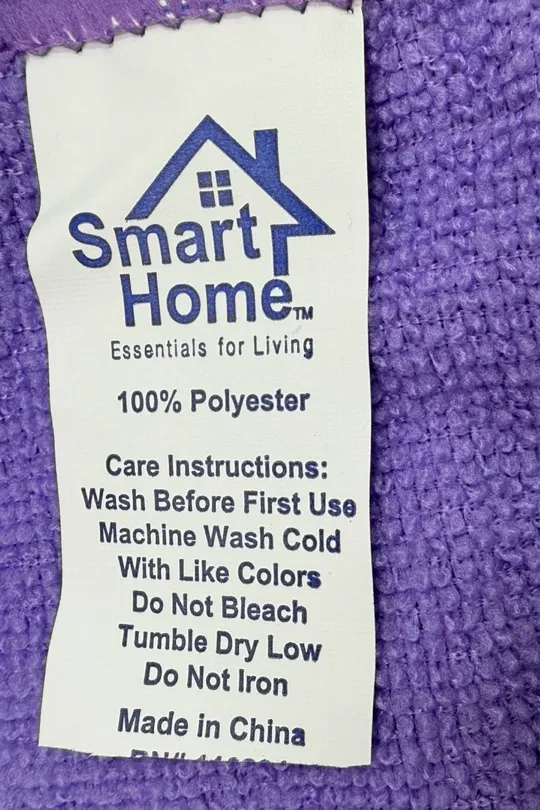 Smart
Home™
Essentials for Living
100% Polyester
Care Instructions:
Wash Before First Use
Machine Wash Cold
With Like Colors
Do Not Bleach
Tumble Dry Low
Do Not Iron
Made in China